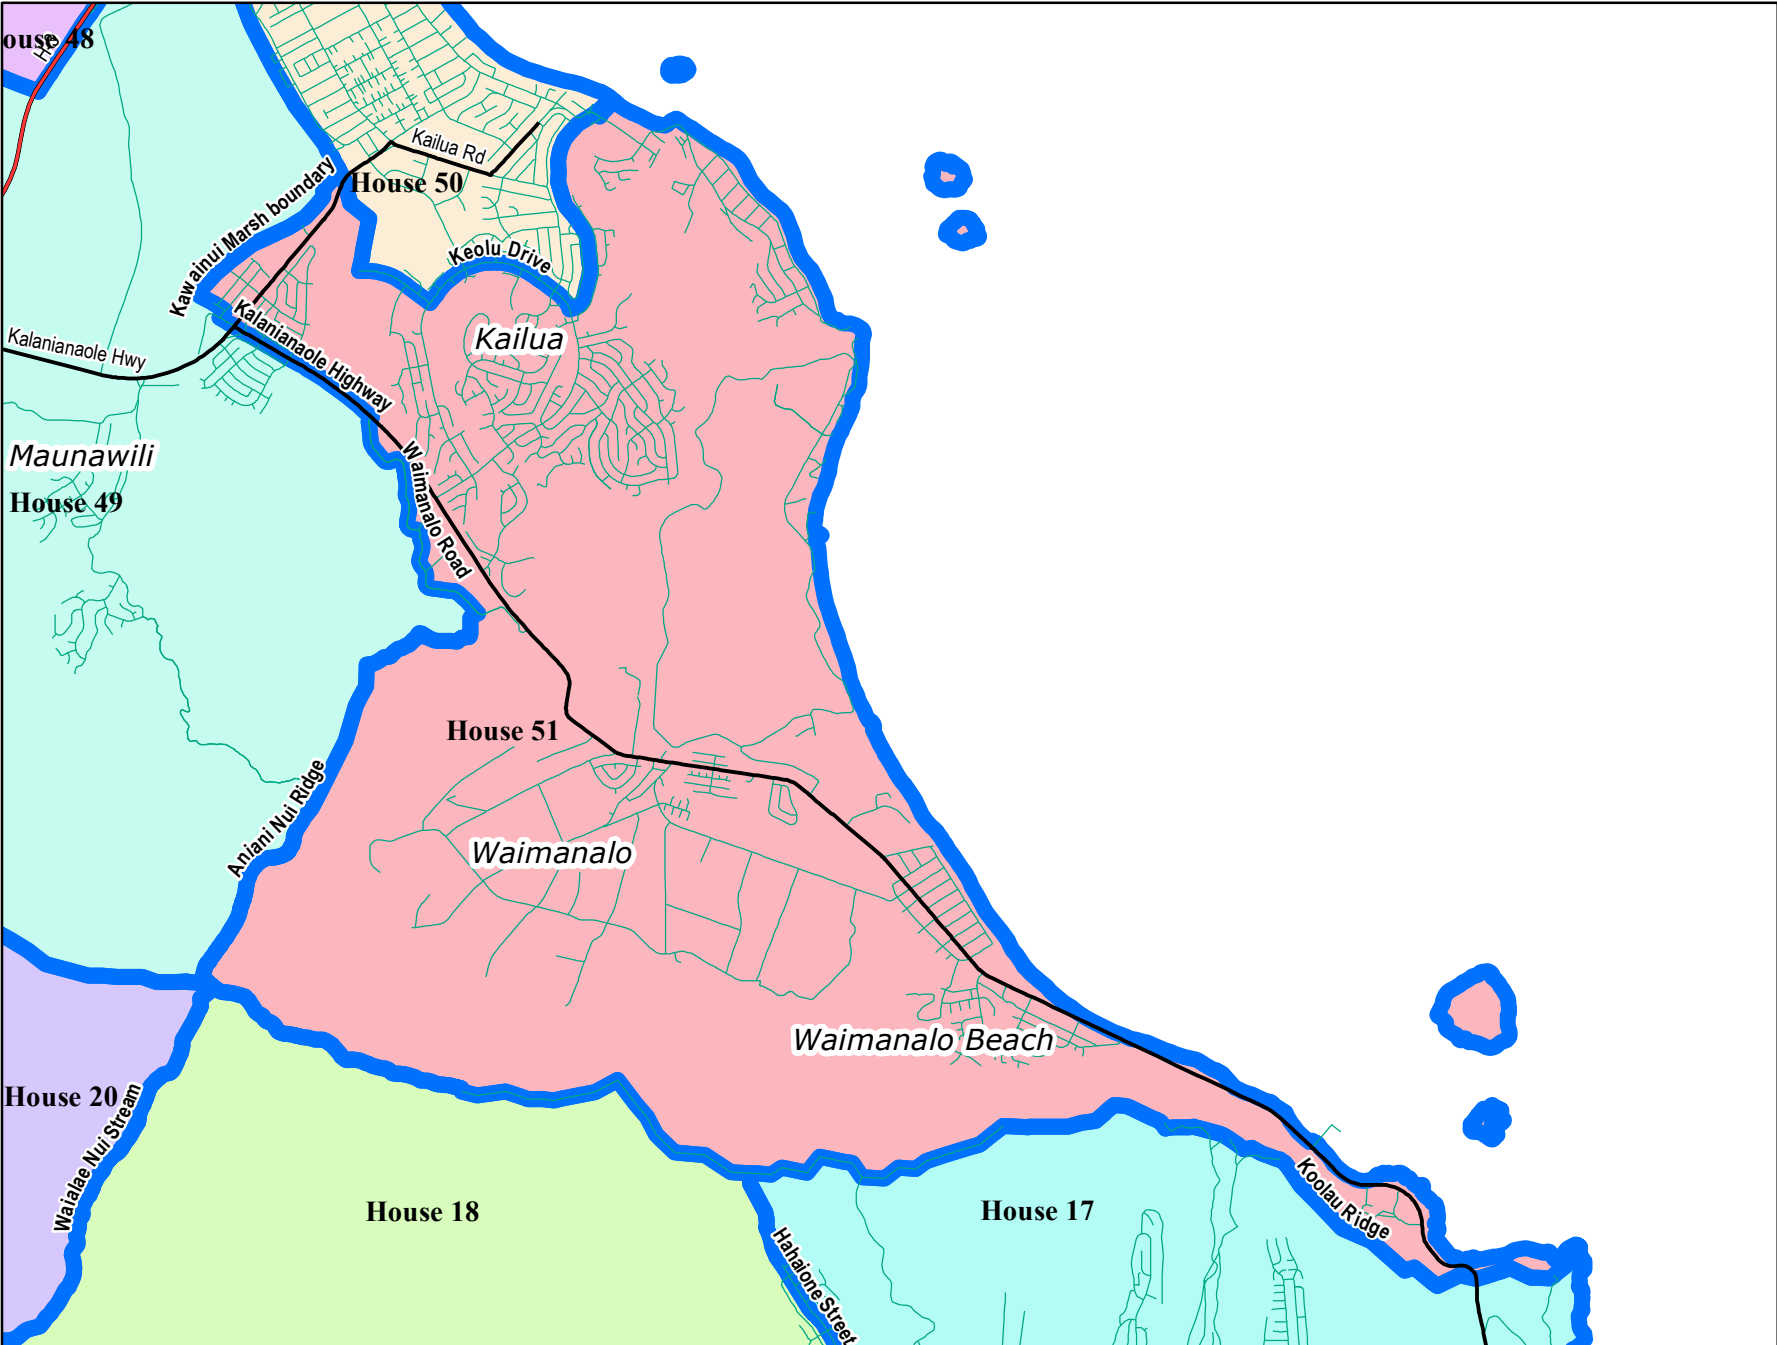 ouse 48
H3
Kailua Rd
House 50
Kawainui Marsh boundary
Keolu Drive
Kalanianaole Hwy
Kalanianaole Highway
Kailua
Maunawili
House 49
Waimanalo Road
House 51
Aniani Nui Ridge
Waimanalo
Waimanalo Beach
House 20
Waialae Nui Stream
House 18
House 17
Koolau Ridge
Hahaione Street